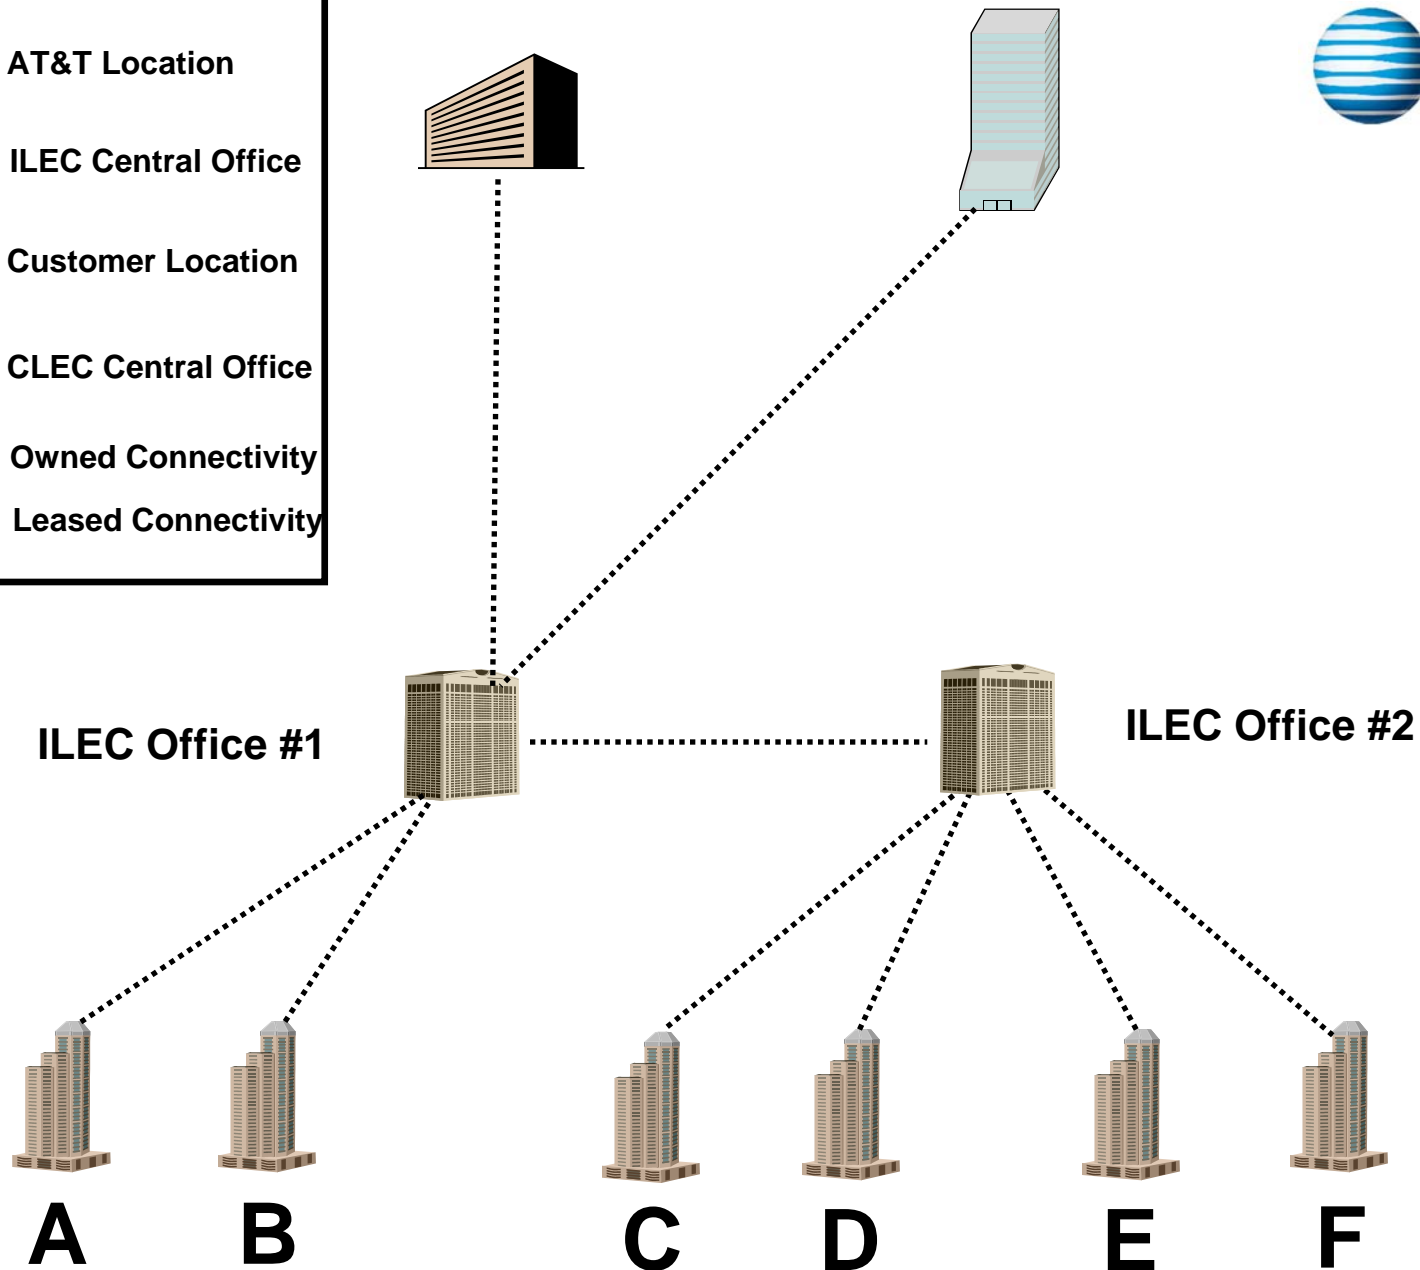 AT&T Location
ILEC Central Office
Customer Location
CLEC Central Office
Owned Connectivity
Leased Connectivity
ILEC Office #1
ILEC Office #2
A
B
C
D
E
F